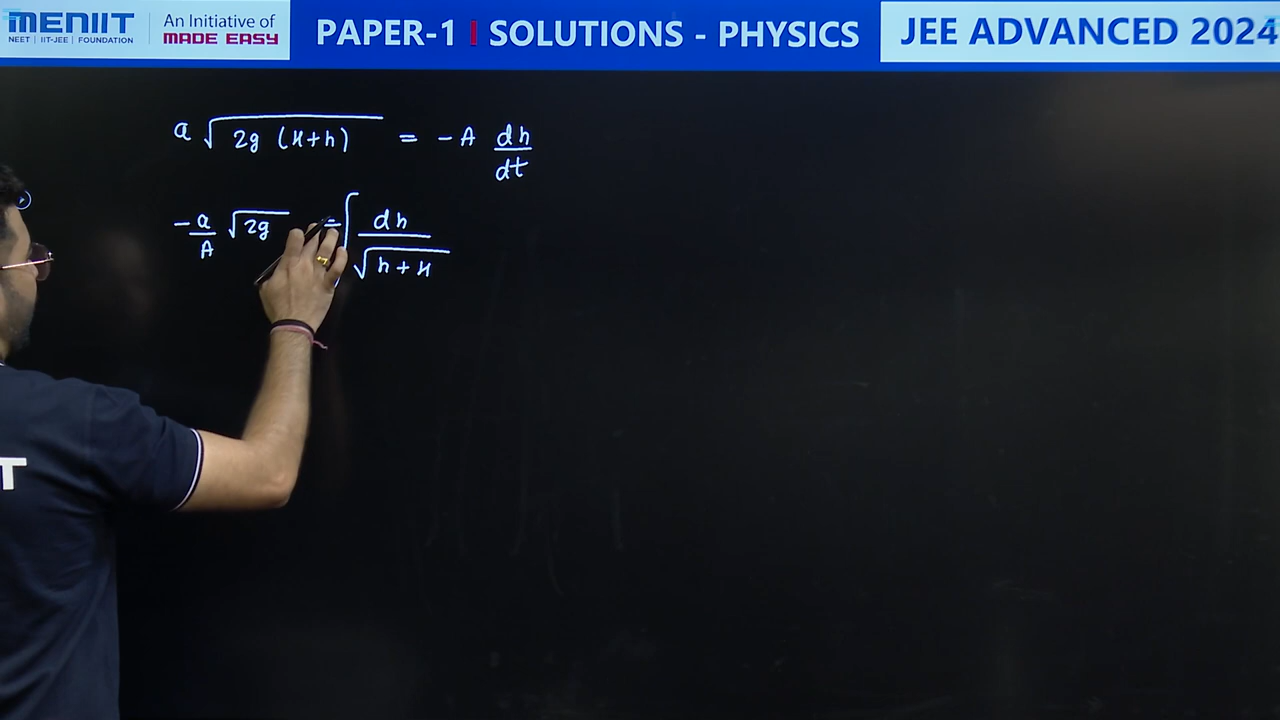 MENIIT
NEET | IIT-JEE | FOUNDATION
An Initiative of
MADE EASY
PAPER-1 | SOLUTIONS - PHYSICS
JEE ADVANCED 2024
a √(2g (H+h)) = -A dh/dt
-a/A √2g = ∫ dh/√(h+H)
T